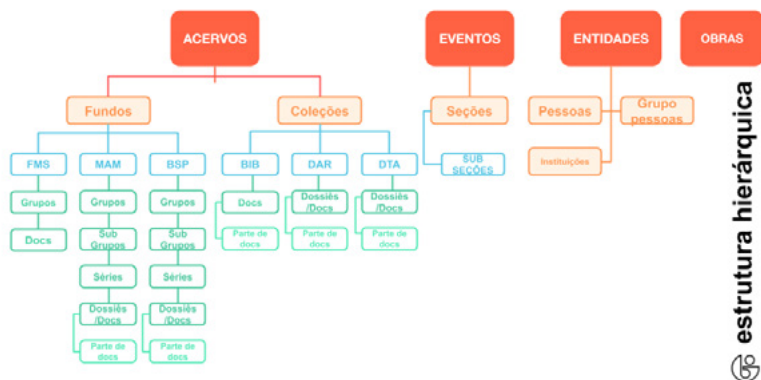 ACERVOS
EVENTOS
ENTIDADES
OBRAS
Fundos
Coleções
Seções
Pessoas
Grupo
pessoas
FMS
MAM
BSP
BIB
DAR
DTA
SUB
SEÇÕES
Instituições
Grupos
Grupos
Grupos
Docs
Dossiês
/Docs
Dossiês
/Docs
Docs
Sub
Grupos
Sub
Grupos
Parte de
docs
Parte de
docs
Parte de
docs
Séries
Séries
Dossiês
/Docs
Dossiês
/Docs
Parte de
docs
Parte de
docs
estrutura hierárquica